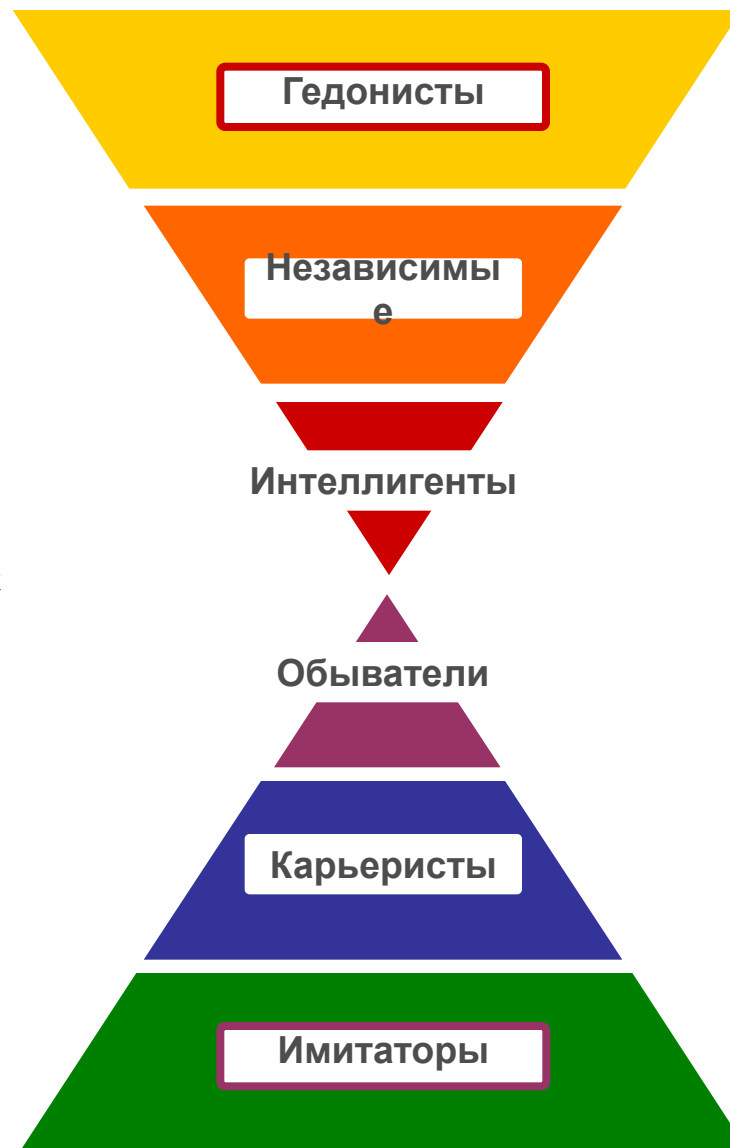 Гедонисты
Независимы
е
Интеллигенты
Обыватели
Карьеристы
Имитаторы